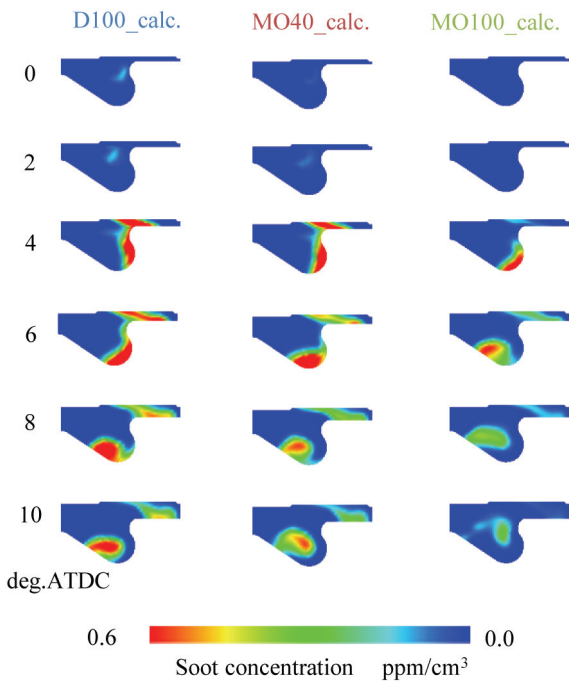 D100_calc. MO40_calc. MO100_calc.
0
2
4
6
8
10
deg.ATDC
0.6 0.0
Soot concentration ppm/cm³